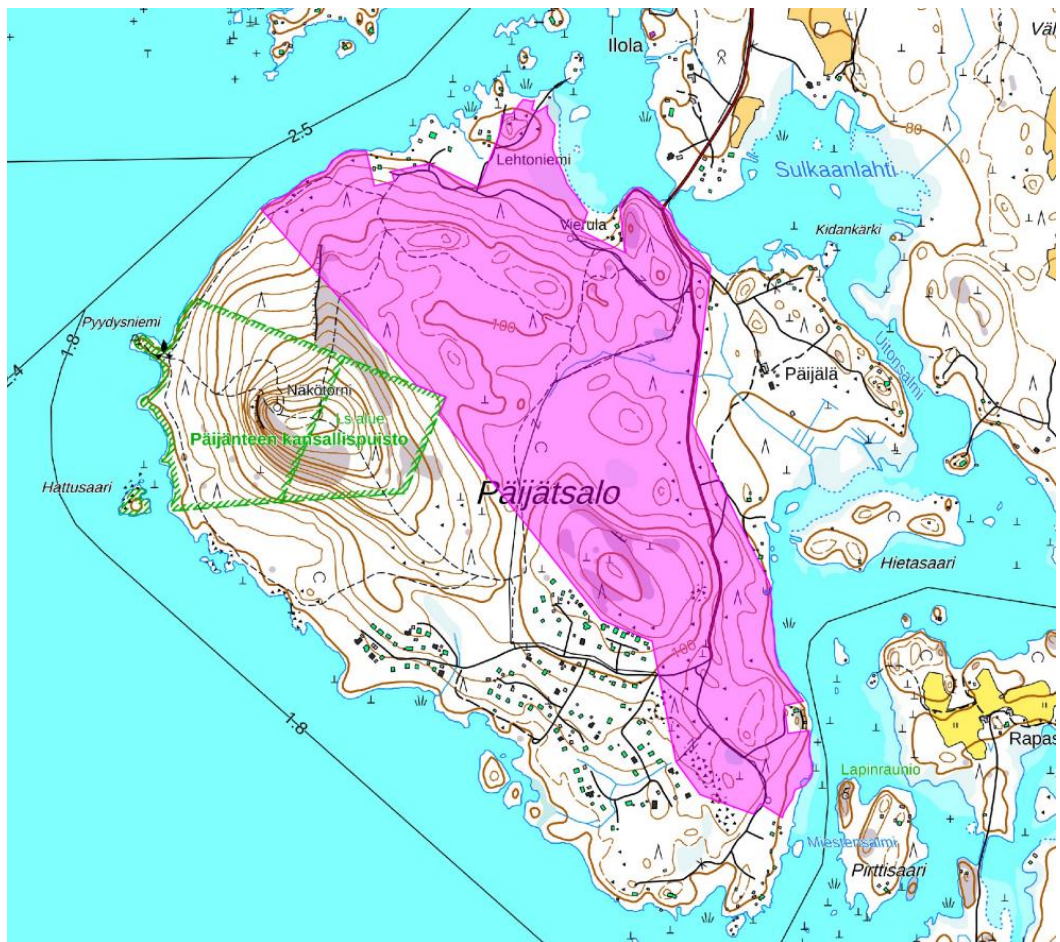 Ilola
Väl
2.5
80
Lehtoniemi
Sulkaanlahti
Vierula
Kidankärki
Pyydysniemi
1.8
100
Uitonsalmi
Päijälä
Näkötorni
Ls alue
Päijänteen kansallispuisto
Hattusaari
Päijätsalo
Hietasaari
100
1.8
Rapas
Lapinraunio
Miestensalmi
Pirttisaari